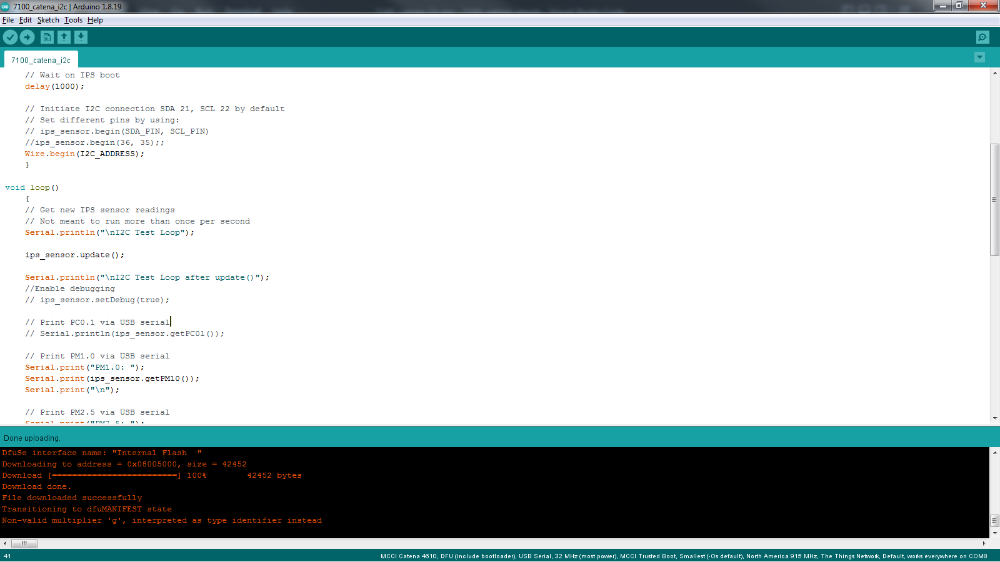 7100_catena_i2c | Arduino 1.8.19
File Edit Sketch Tools Help
7100_catena_i2c
// Wait on IPS boot
delay(1000);
// Initiate I2C connection SDA 21, SCL 22 by default
// Set different pins by using:
// ips_sensor.begin(SDA_PIN, SCL_PIN)
//ips_sensor.begin(36, 35);;
Wire.begin(I2C_ADDRESS);
}
void loop()
{
// Get new IPS sensor readings
// Not meant to run more than once per second
Serial.println("\nI2C Test Loop");
ips_sensor.update();
Serial.println("\nI2C Test Loop after update()");
//Enable debugging
// ips_sensor.setDebug(true);
// Print PC0.1 via USB serial
// Serial.println(ips_sensor.getPC01());
// Print PM1.0 via USB serial
Serial.print("PM1.0: ");
Serial.print(ips_sensor.getPM10());
Serial.print("\n");
// Print PM2.5 via USB serial
Serial.print("PM2.5: ");
Done uploading.
DfuSe interface name: "Internal Flash  "
Downloading to address = 0x08005000, size = 42452
Download [=========================] 100%        42452 bytes
Download done.
File downloaded successfully
Transitioning to dfuMANIFEST state
Non-valid multiplier 'g', interpreted as type identifier instead
41
MCCI Catena 4610, DFU (include bootloader), USB Serial, 32 MHz (most power), MCCI Trusted Boot, Smallest (-Os default), North America 915 MHz, The Things Network, Default, works everywhere on COM8